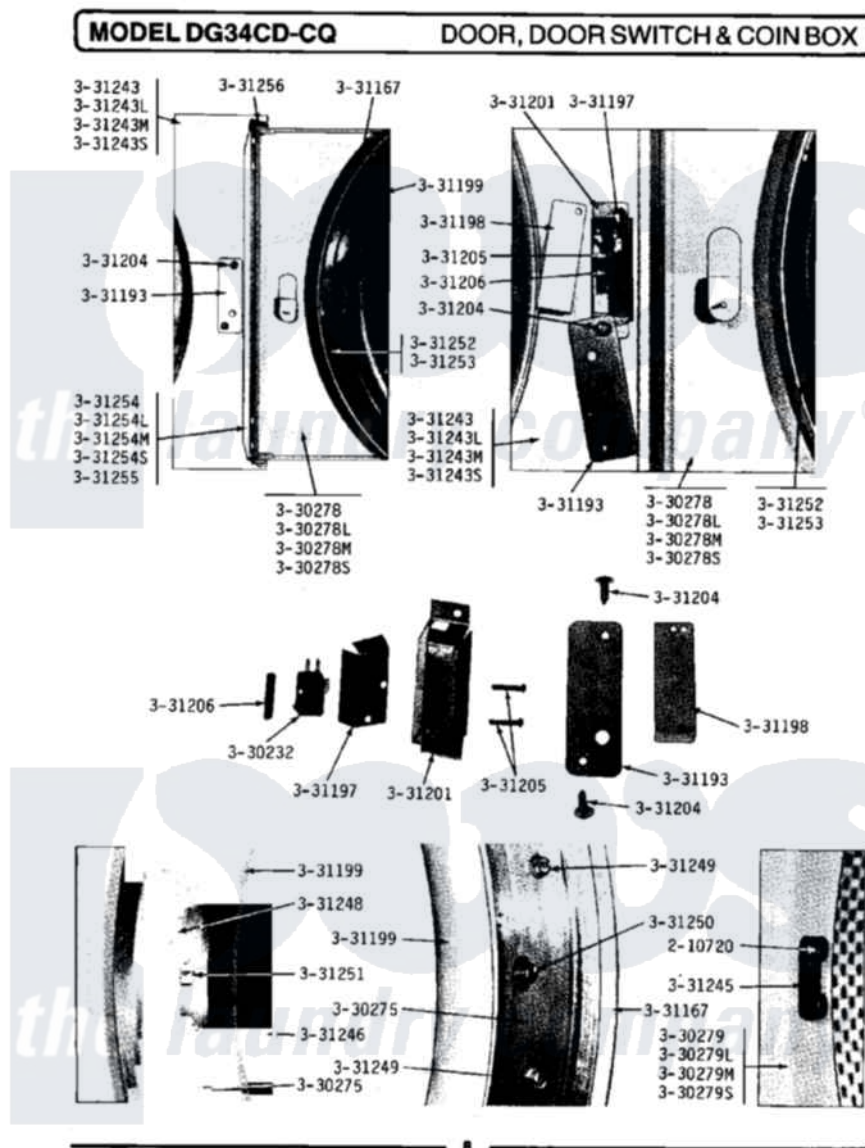 MODEL DG34CD-CQ DOOR, DOOR SWITCH & COIN BOX
3-31243
3-31243L
3-31243M
3-31243S
3-31256
3-31167
3-31199
3-31204
3-31193
3-31252
3-31253
3-31254
3-31254L
3-31254M
3-31254S
3-31255
3-30278
3-30278L
3-30278M
3-30278S
3-31201
3-31197
3-31198
3-31205
3-31206
3-31204
3-31243
3-31243L
3-31243M
3-31243S
3-31193
3-30278
3-30278L
3-30278M
3-30278S
3-31252
3-31253
the laundry company
3-31204
3-31206
3-30232
3-31197
3-31201
3-31205
3-31198
3-31193
3-31204
3-31199
3-31248
3-31251
3-31246
3-30275
3-31199
3-30275
3-31249
3-31249
3-31250
3-31167
2-10720
3-31245
3-30279
3-30279L
3-30279M
3-30279S
the laundry company